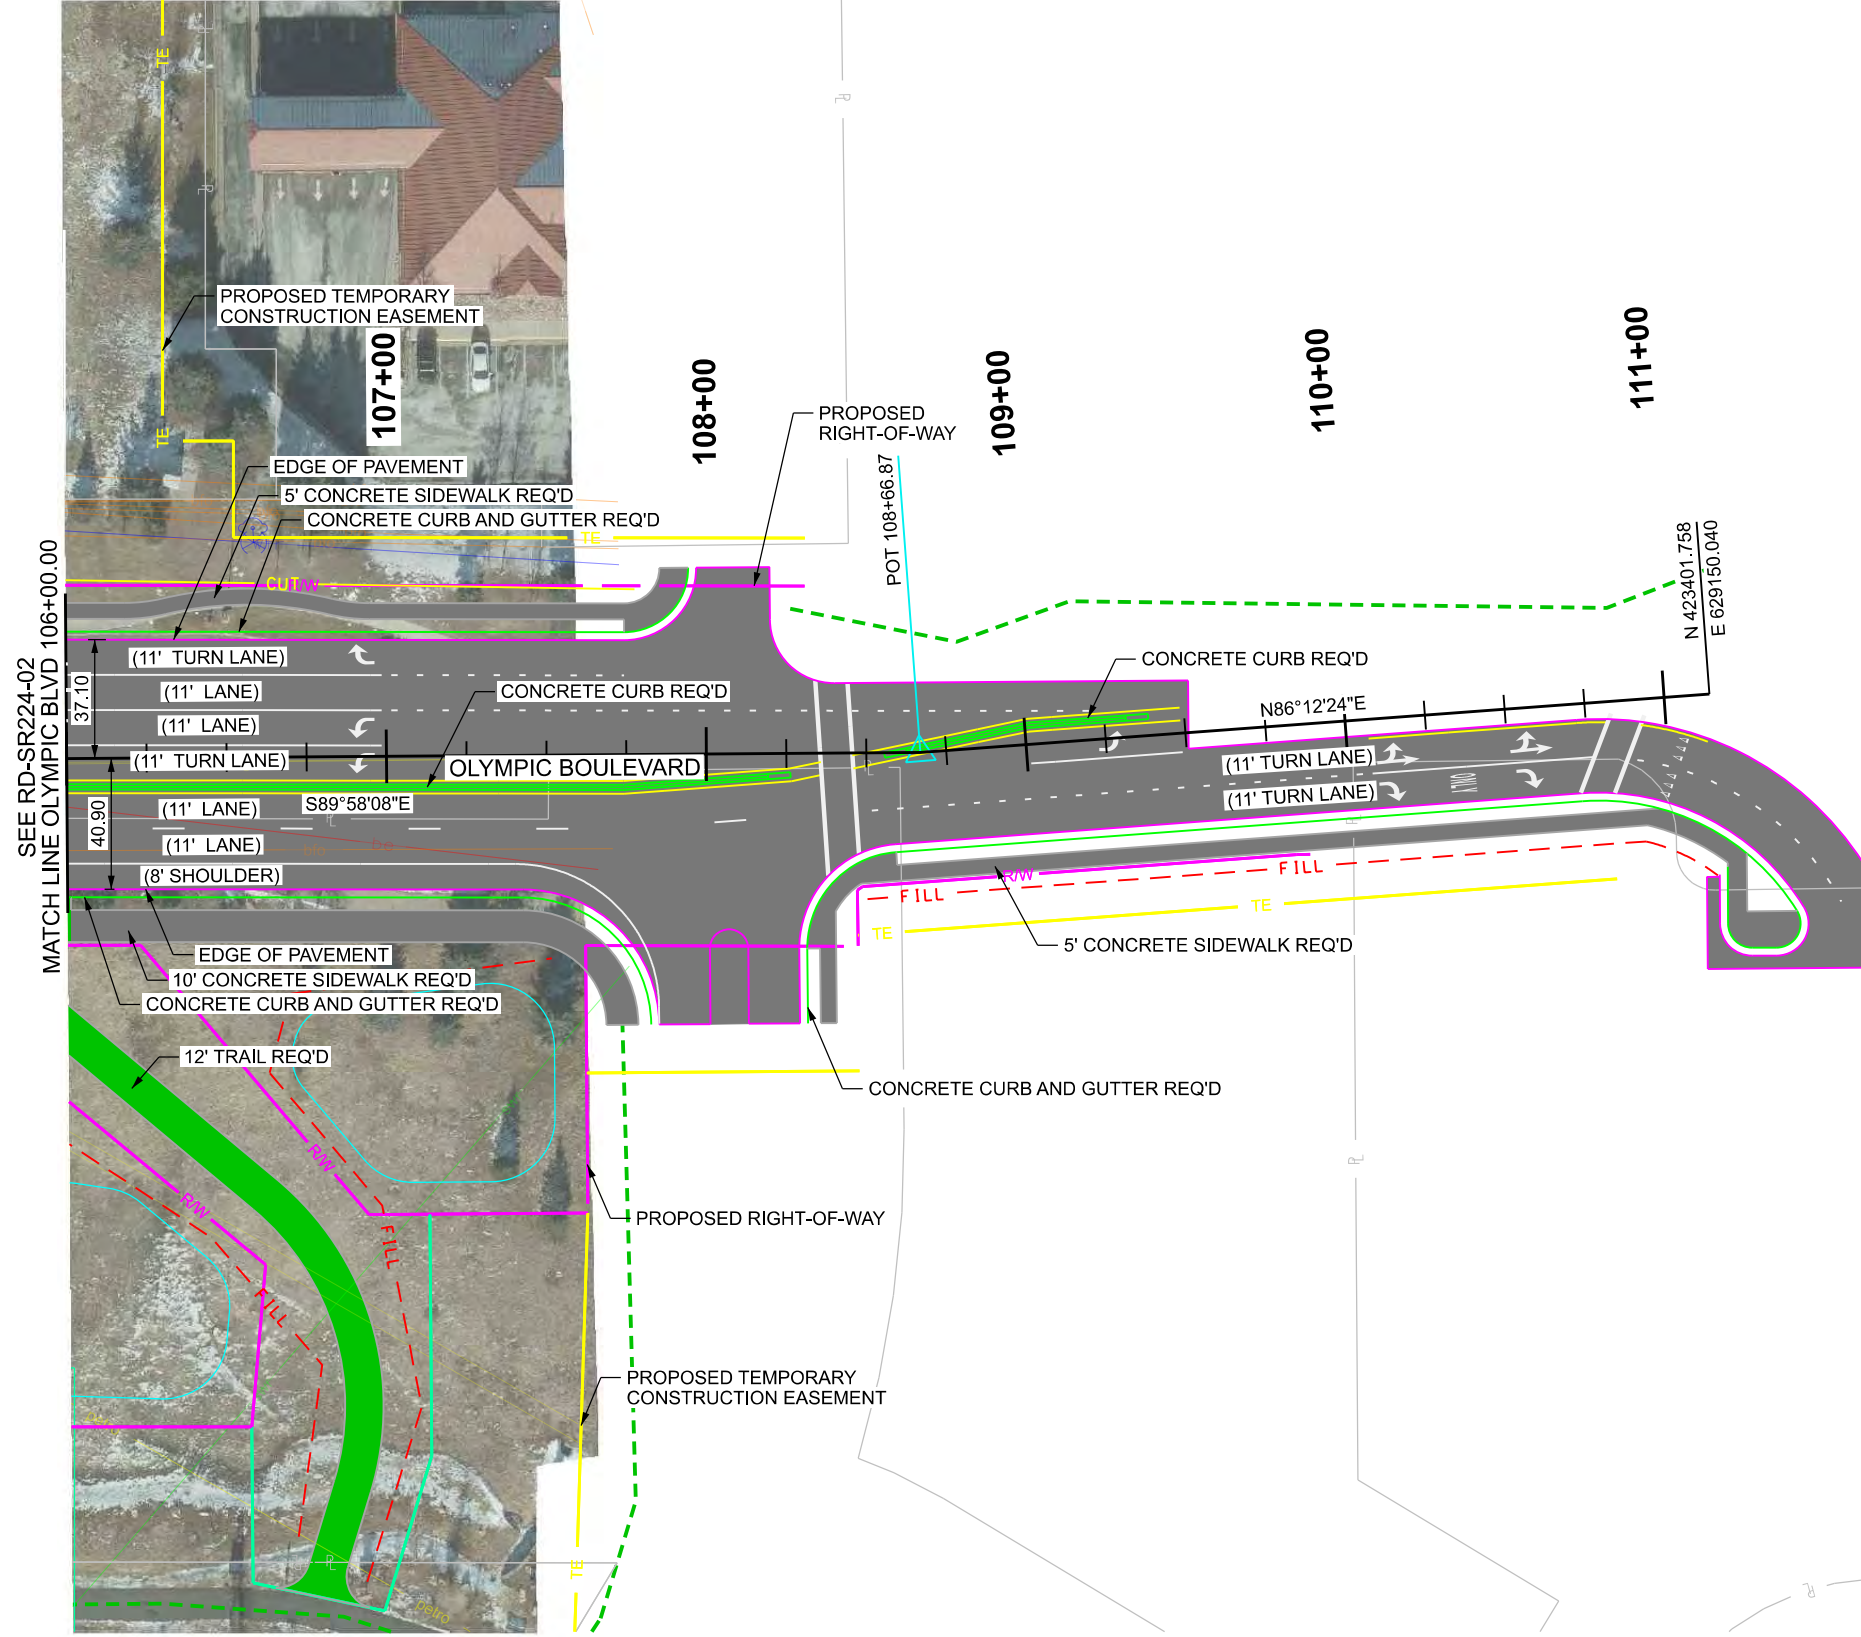 TE
PROPOSED TEMPORARY
CONSTRUCTION EASEMENT
107+00
108+00
109+00
110+00
111+00
TE
PROPOSED
RIGHT-OF-WAY
EDGE OF PAVEMENT
5' CONCRETE SIDEWALK REQ'D
CONCRETE CURB AND GUTTER REQ'D
TE
POT 108+66.87
N 423401.758
E 629150.040
CUT
R/W
SEE RD-SR224-02
MATCH LINE OLYMPIC BLVD 106+00.00
37.10
40.90
(11' TURN LANE)
(11' LANE)
(11' LANE)
(11' TURN LANE)
(11' LANE)
(11' LANE)
(8' SHOULDER)
CONCRETE CURB REQ'D
CONCRETE CURB REQ'D
OLYMPIC BOULEVARD
S89°58'08"E
N86°12'24"E
(11' TURN LANE)
(11' TURN LANE)
ONLY
R/W
FILL
FILL
TE
TE
5' CONCRETE SIDEWALK REQ'D
EDGE OF PAVEMENT
10' CONCRETE SIDEWALK REQ'D
CONCRETE CURB AND GUTTER REQ'D
12' TRAIL REQ'D
CONCRETE CURB AND GUTTER REQ'D
R/W
R/W
FILL
FILL
PROPOSED RIGHT-OF-WAY
PROPOSED TEMPORARY
CONSTRUCTION EASEMENT
TE
petro